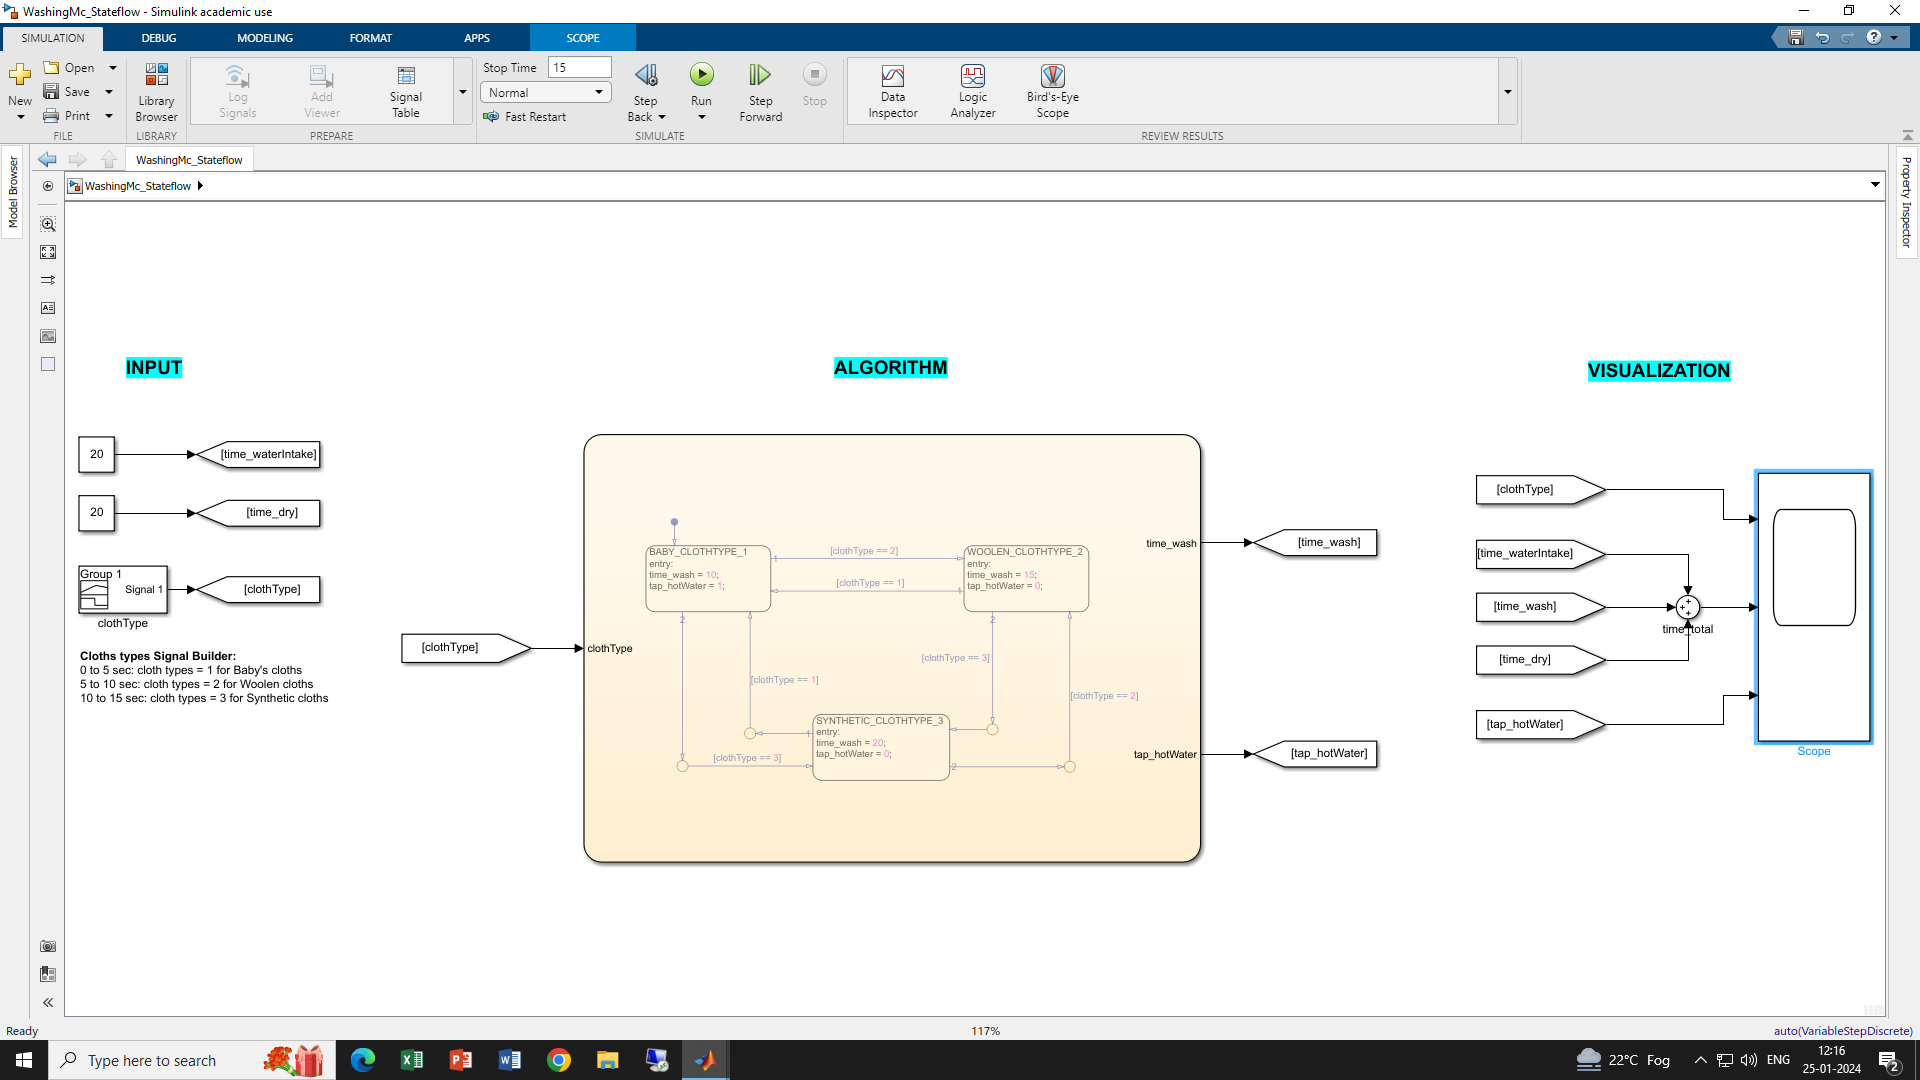 WashingMc_Stateflow - Simulink academic use
SIMULATION DEBUG MODELING FORMAT APPS SCOPE
New
Open
Save
Print
FILE
Library
Browser
LIBRARY
Log
Signals
Add
Viewer
Signal
Table
PREPARE
Stop Time 15
Normal
Fast Restart
Step
Back
Run
Step
Forward
Stop
SIMULATE
Data
Inspector
Logic
Analyzer
Bird's-Eye
Scope
REVIEW RESULTS
Model Browser
WashingMc_Stateflow
WashingMc_Stateflow
Property Inspector
INPUT
ALGORITHM
VISUALIZATION
20
[time_waterIntake]
20
[time_dry]
Group 1
Signal 1
clothType
[clothType]
Cloths types Signal Builder:
0 to 5 sec: cloth types = 1 for Baby's cloths
5 to 10 sec: cloth types = 2 for Woolen cloths
10 to 15 sec: cloth types = 3 for Synthetic cloths
[clothType]
clothType
BABY_CLOTHTYPE_1
entry:
time_wash = 10;
tap_hotWater = 1;
1
[clothType == 2]
[clothType == 1]
1
WOOLEN_CLOTHTYPE_2
entry:
time_wash = 15;
tap_hotWater = 0;
2
2
[clothType == 3]
[clothType == 1]
[clothType == 2]
SYNTHETIC_CLOTHTYPE_3
entry:
time_wash = 20;
tap_hotWater = 0;
1
2
[clothType == 3]
time_wash
[time_wash]
tap_hotWater
[tap_hotWater]
[clothType]
[time_waterIntake]
[time_wash]
time_total
[time_dry]
[tap_hotWater]
Scope
Ready
117%
auto(VariableStepDiscrete)
Type here to search
22°C Fog
ENG
12:16
25-01-2024
2